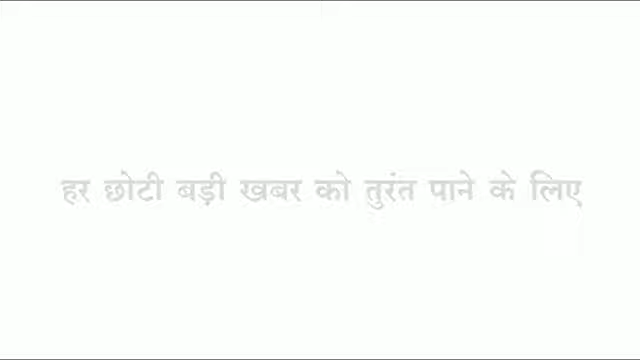 हर छोटी बड़ी खबर को तुरंत पाने के लिए